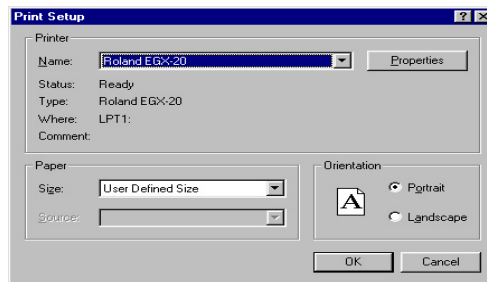 Print Setup
Printer
Name: Roland EGX-20 Properties
Status: Ready
Type: Roland EGX-20
Where: LPT1:
Comment:
Paper
Size: User Defined Size
Source:
Orientation
A
Portrait
Landscape
OK Cancel